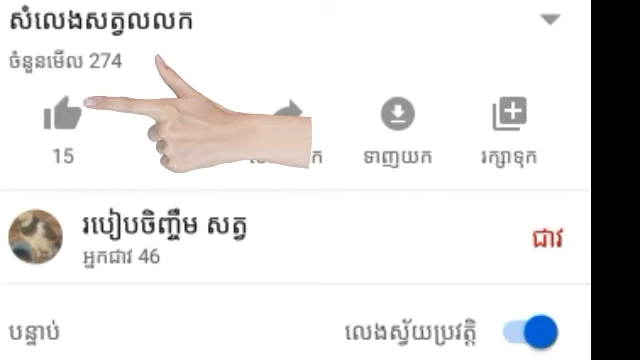 សំលេងសត្វលលក
ចំនួនមើល 274
15
ទាញយក
រក្សាទុក
របៀបចិញ្ចឹម សត្វ
អ្នកជាវ 46
ជាវ
បន្ទាប់
លេងស្វ័យប្រវត្តិ